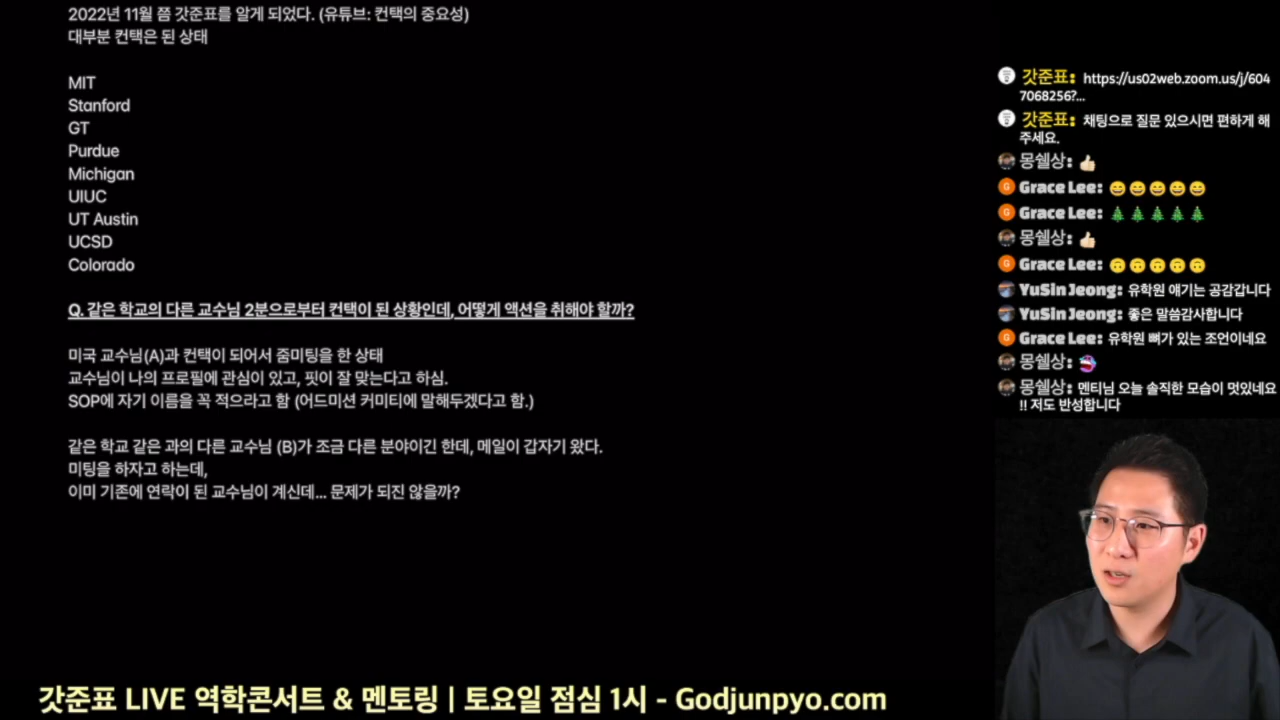 2022년 11월 쯤 갓준표를 알게 되었다. (유튜브: 컨택의 중요성)
대부분 컨택은 된 상태
MIT
Stanford
GT
Purdue
Michigan
UIUC
UT Austin
UCSD
Colorado
Q. 같은 학교의 다른 교수님 2분으로부터 컨택이 된 상황인데, 어떻게 액션을 취해야 할까?
미국 교수님(A)과 컨택이 되어서 줌미팅을 한 상태
교수님이 나의 프로필에 관심이 있고, 핏이 잘 맞는다고 하심.
SOP에 자기 이름을 꼭 적으라고 함 (어드미션 커미티에 말해두겠다고 함.)
같은 학교 같은 과의 다른 교수님 (B)가 조금 다른 분야이긴 한데, 메일이 갑자기 왔다.
미팅을 하자고 하는데,
이미 기존에 연락이 된 교수님이 계신데... 문제가 되진 않을까?
갓준표: https://us02web.zoom.us/j/604
7068256?...
갓준표: 채팅으로 질문 있으시면 편하게 해
주세요.
몽쉘상: 👍🏻
Grace Lee: 😄😄😄😄😄
Grace Lee: 🎄🎄🎄🎄🎄
몽쉘상: 👍🏻
Grace Lee: 🙃🙃🙃🙃🙃
YuSin Jeong: 유학원 얘기는 공감갑니다
YuSin Jeong: 좋은 말씀감사합니다
Grace Lee: 유학원 뼈가 있는 조언이네요
몽쉘상:
몽쉘상: 멘티님 오늘 솔직한 모습이 멋있네요
!! 저도 반성합니다
갓준표 LIVE 역학콘서트 & 멘토링 | 토요일 점심 1시 - Godjunpyo.com